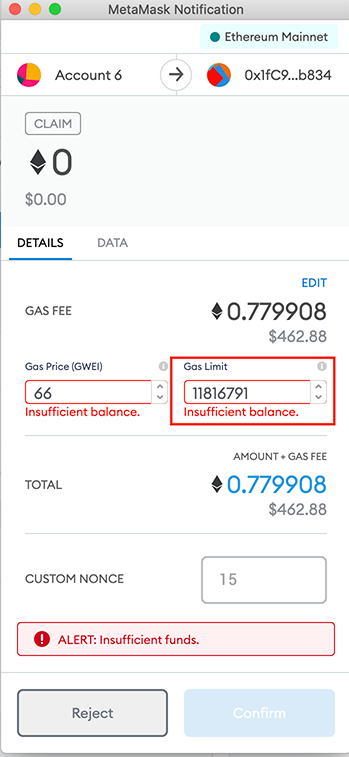 MetaMask Notification
Ethereum Mainnet
Account 6
0x1fC9...b834
CLAIM
0
$0.00
DETAILS
DATA
EDIT
GAS FEE
0.779908
$462.88
Gas Price (GWEI)
Gas Limit
66
11816791
Insufficient balance.
Insufficient balance.
AMOUNT + GAS FEE
TOTAL
0.779908
$462.88
CUSTOM NONCE
15
ALERT: Insufficient funds.
Reject
Confirm